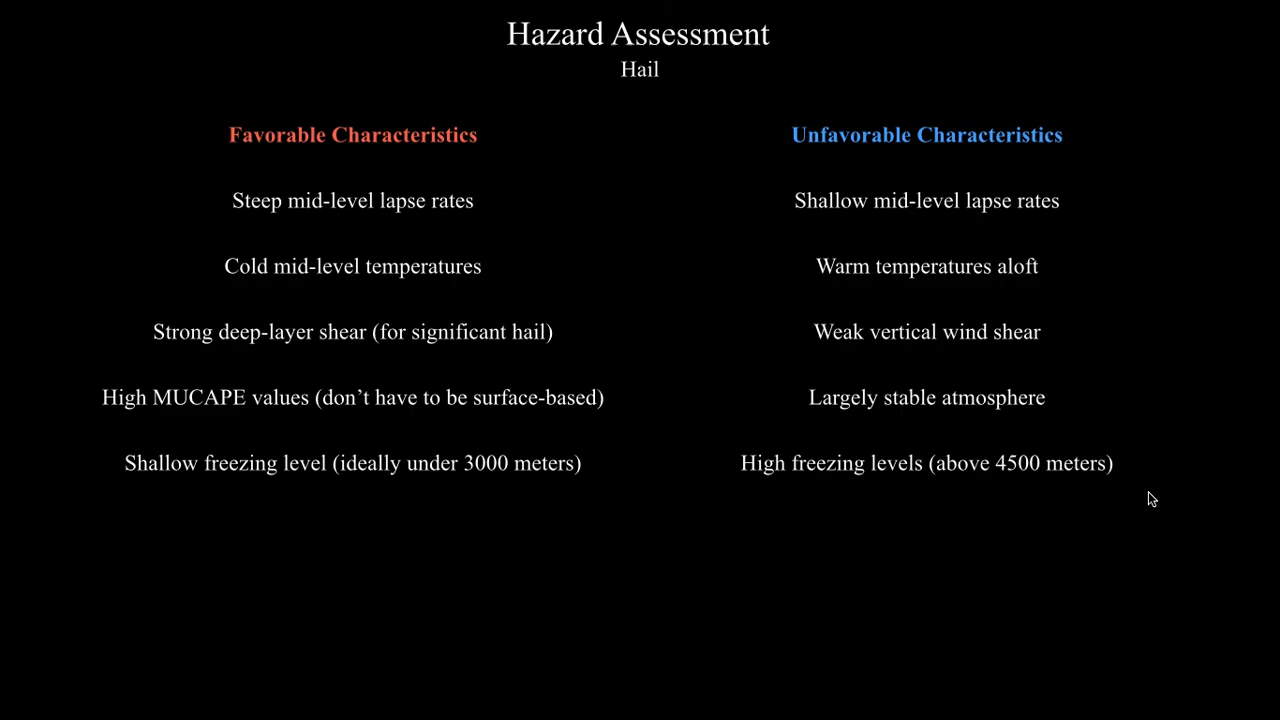 Hazard Assessment
Hail
Favorable Characteristics
Unfavorable Characteristics
Steep mid-level lapse rates
Shallow mid-level lapse rates
Cold mid-level temperatures
Warm temperatures aloft
Strong deep-layer shear (for significant hail)
Weak vertical wind shear
High MUCAPE values (don’t have to be surface-based)
Largely stable atmosphere
Shallow freezing level (ideally under 3000 meters)
High freezing levels (above 4500 meters)